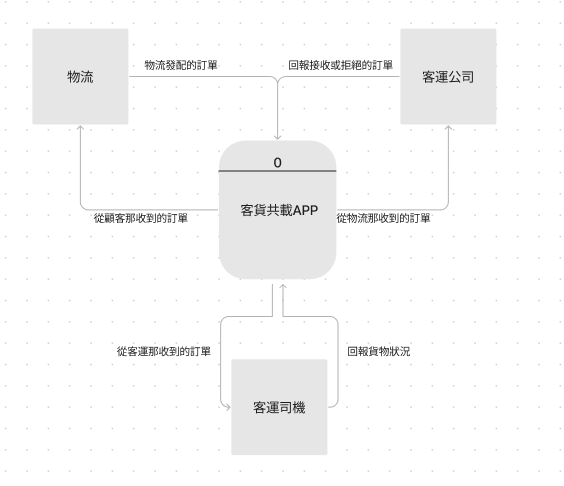 物流發配的訂單
回報接收或拒絕的訂單
物流
客運公司
0
客貨共載APP
從顧客那收到的訂單
從物流那收到的訂單
從客運那收到的訂單
回報貨物狀況
客運司機